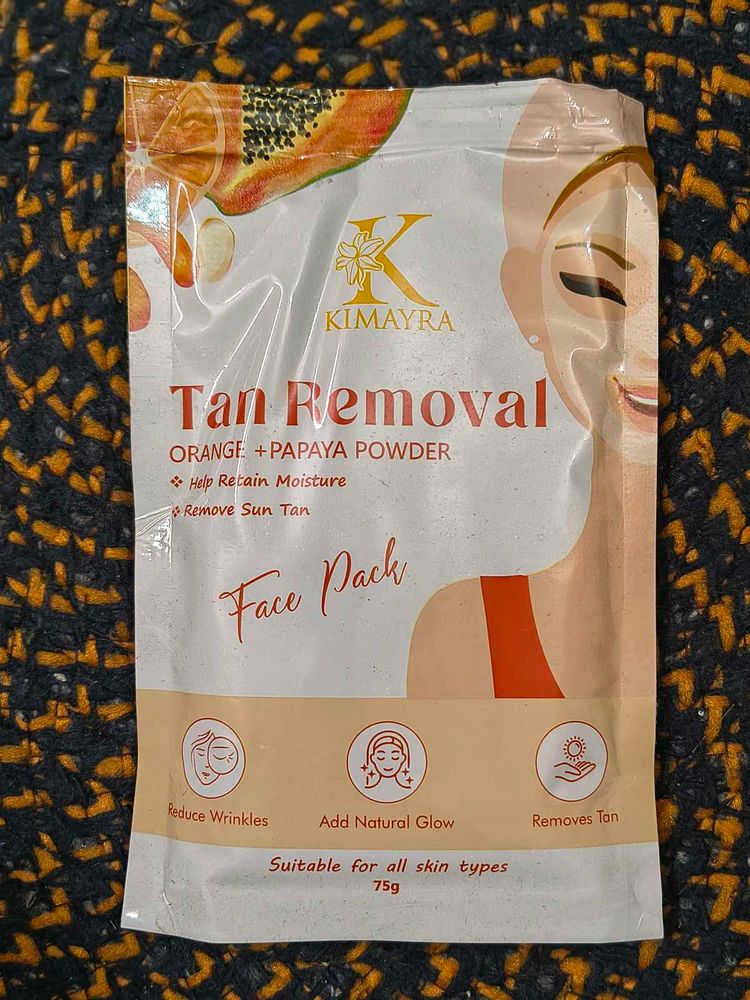 K
KIMAYRA
Tan Removal
ORANGE +PAPAYA POWDER
❖ Help Retain Moisture
❖ Remove Sun Tan
Face Pack
Reduce Wrinkles
Add Natural Glow
Removes Tan
Suitable for all skin types
75g